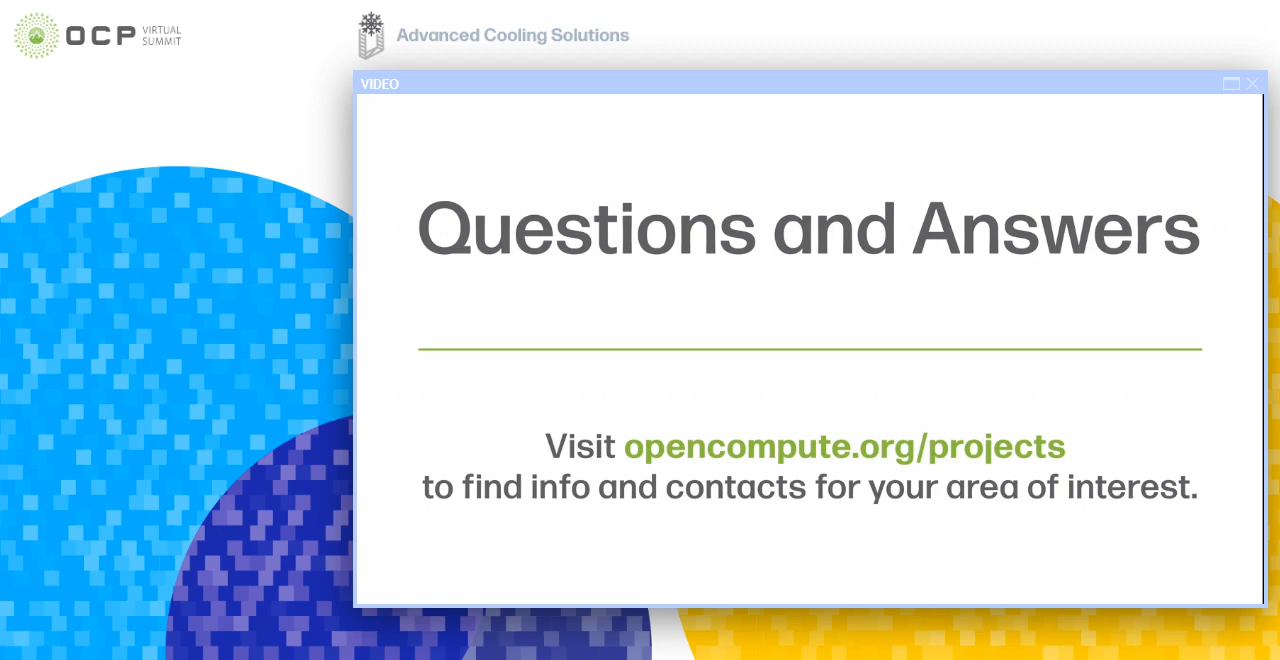 OCP VIRTUAL SUMMIT
Advanced Cooling Solutions
VIDEO
Questions and Answers
Visit opencompute.org/projects
to find info and contacts for your area of interest.